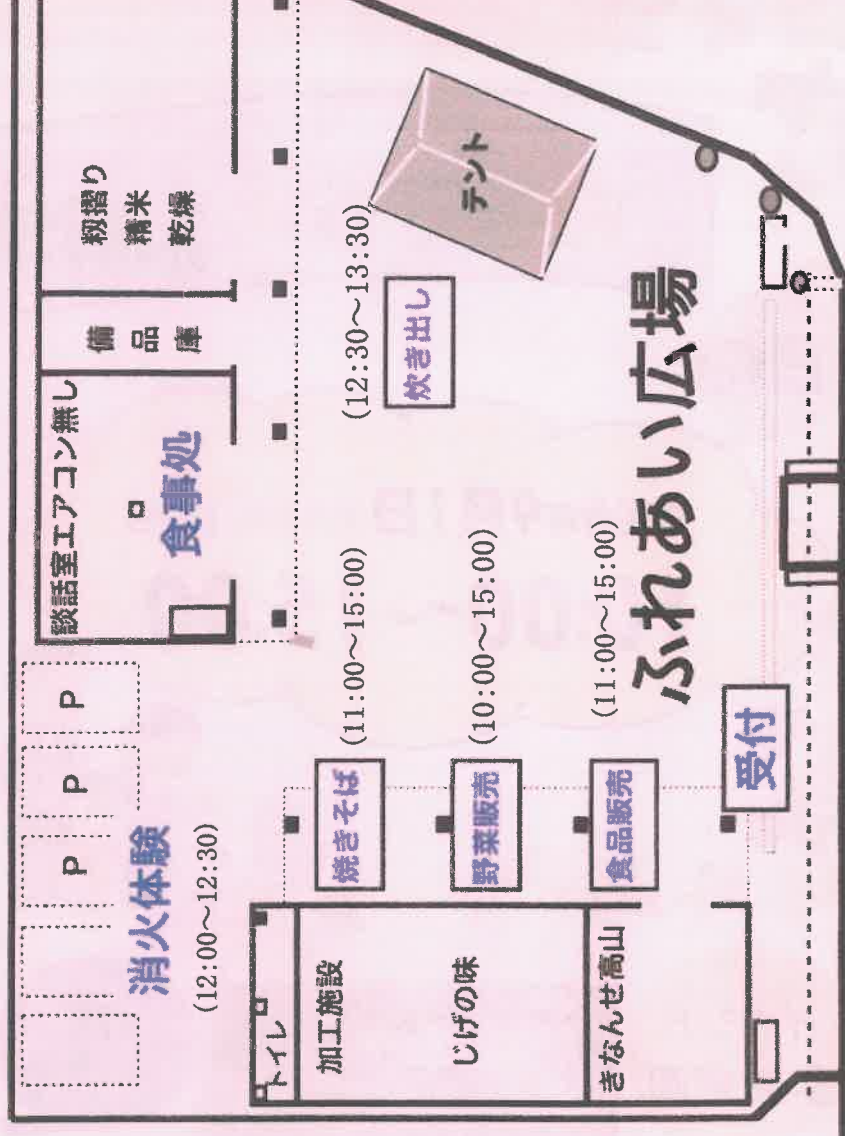 籾摺り
精米
乾燥
備品庫
談話室エアコン無し
食事処
P
P
P
消火体験
(12:00～12:30)
テント
(12:30～13:30)
炊き出し
焼きそば
(11:00～15:00)
野菜販売
(10:00～15:00)
食品販売
(11:00～15:00)
ふれあい広場
受付
トイレ
加工施設
じげの味
きなんせ高山